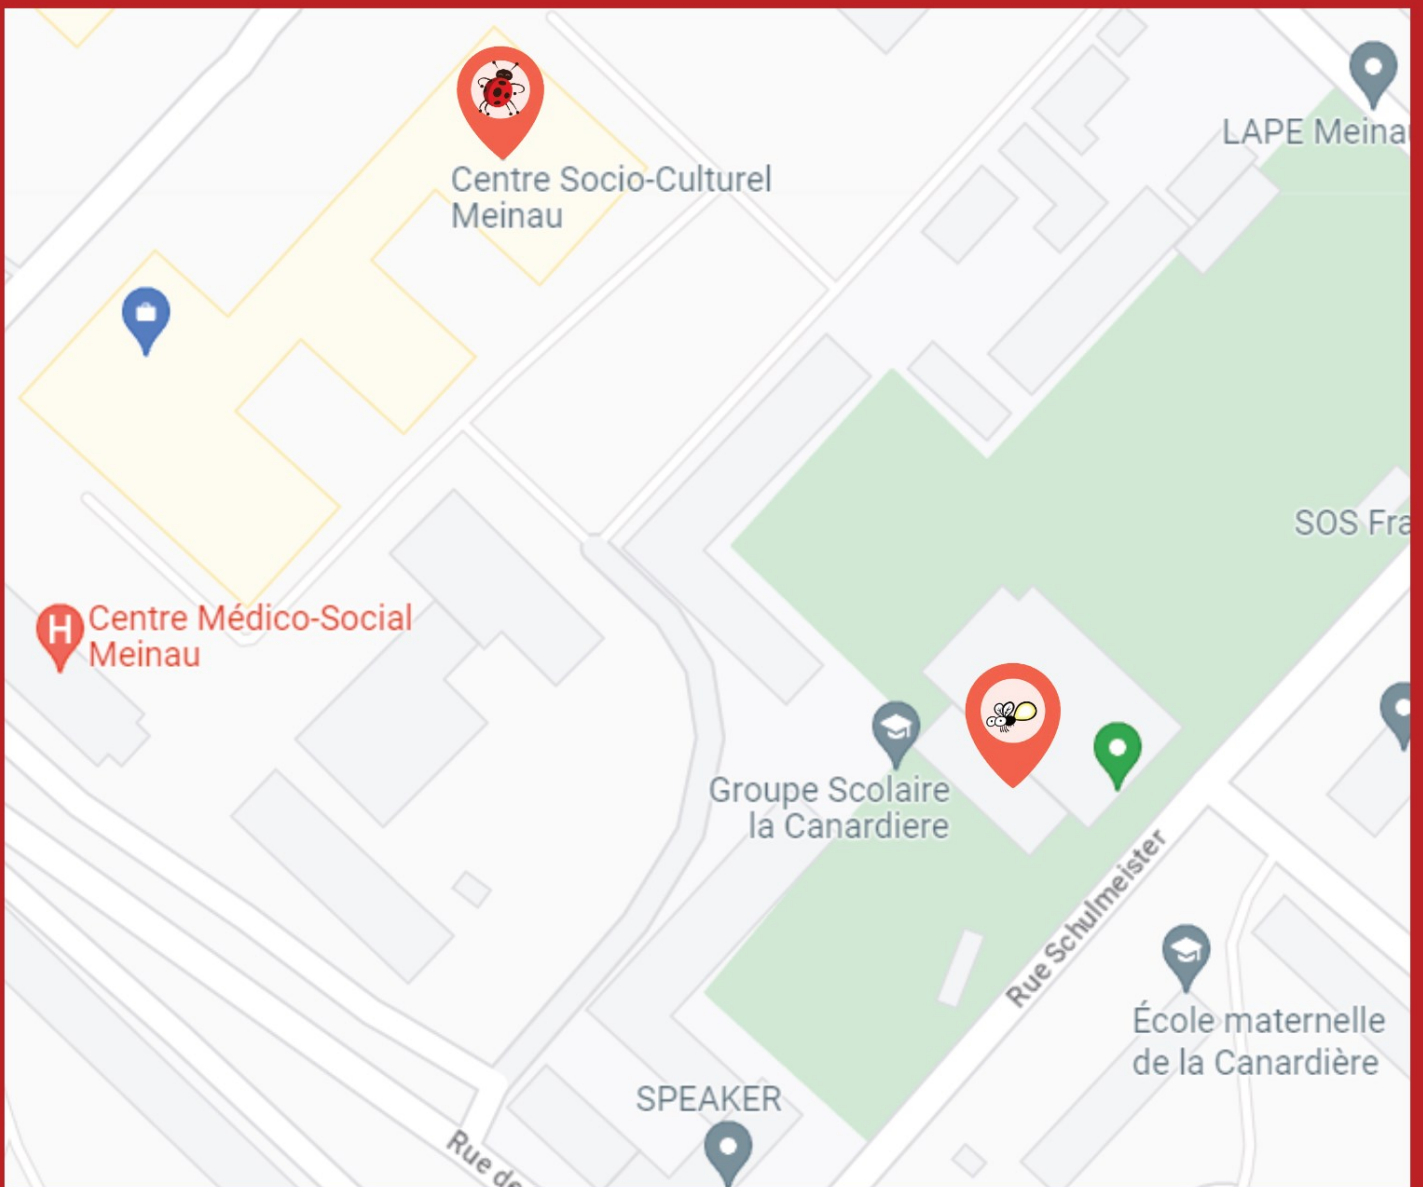 LAPE Meinau
Centre Socio-Culturel
Meinau
SOS Fra
H
Centre Médico-Social
Meinau
Groupe Scolaire
la Canardiere
Rue Schulmeister
École maternelle
de la Canardière
SPEAKER
Rue de